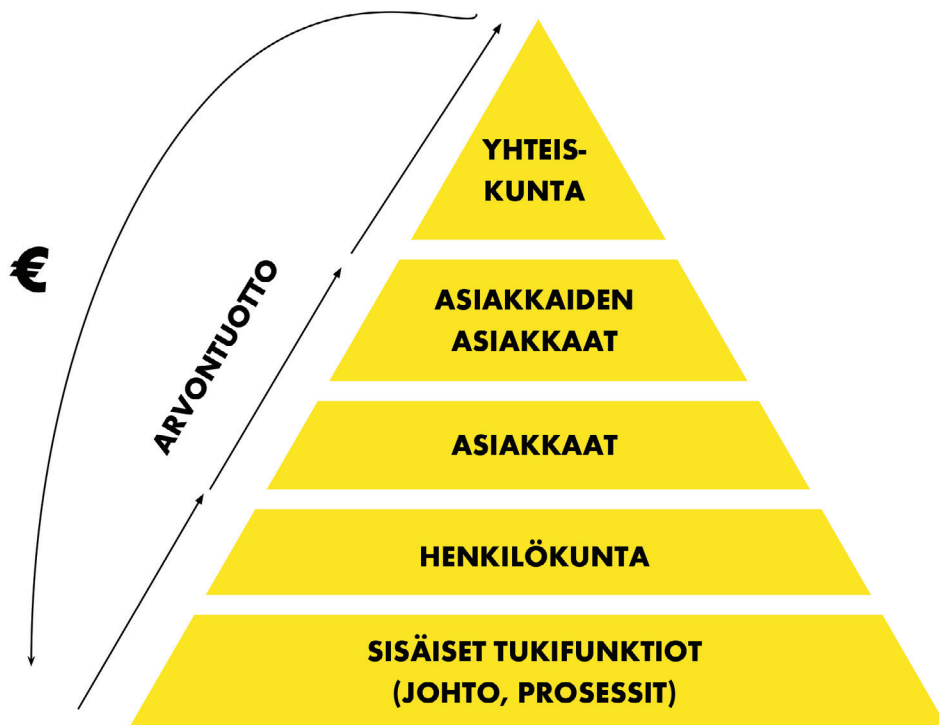 €
ARVONTUOTTO
YHTEIS-
KUNTA
ASIAKKAIDEN
ASIAKKAAT
ASIAKKAAT
HENKILÖKUNTA
SISÄISET TUKIFUNKTIOT
(JOHTO, PROSESSIT)